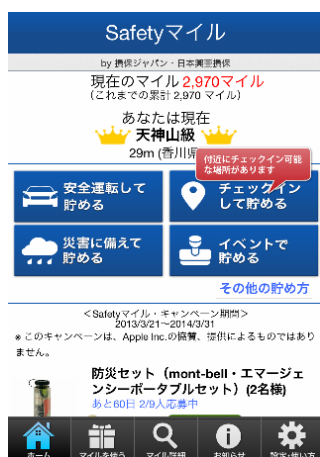 Safetyマイル
by 損保ジャパン・日本興亜損保
現在のマイル 2,970マイル
(これまでの累計 2,970 マイル)
あなたは現在
天神山級
29m (香川県
付近にチェックイン可能
な場所があります
安全運転して
貯める
チェックイン
して貯める
災害に備えて
貯める
イベントで
貯める
その他の貯め方
＜Safetyマイル・キャンペーン期間＞
2013/3/21〜2014/3/31
※このキャンペーンは、Apple Inc.の協賛、提供によるものではあり
ません。
防災セット（mont-bell・エマージェ
ンシーポータブルセット）(2名様)
あと60日 2/9人応募中
ホーム
マイルを使う
マイル詳細
お知らせ
設定・使い方